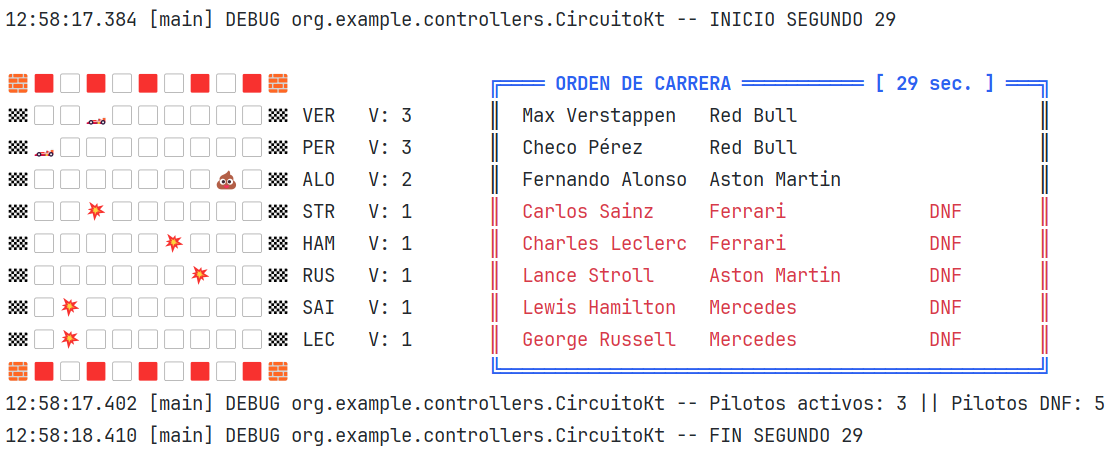 12:58:17.384 [main] DEBUG org.example.controllers.CircuitoKt -- INICIO SEGUNDO 29
ORDEN DE CARRERA [ 29 sec. ]
VER V: 3 Max Verstappen Red Bull
PER V: 3 Checo Pérez Red Bull
ALO V: 2 Fernando Alonso Aston Martin
STR V: 1 Carlos Sainz Ferrari DNF
HAM V: 1 Charles Leclerc Ferrari DNF
RUS V: 1 Lance Stroll Aston Martin DNF
SAI V: 1 Lewis Hamilton Mercedes DNF
LEC V: 1 George Russell Mercedes DNF
12:58:17.402 [main] DEBUG org.example.controllers.CircuitoKt -- Pilotos activos: 3 || Pilotos DNF: 5
12:58:18.410 [main] DEBUG org.example.controllers.CircuitoKt -- FIN SEGUNDO 29